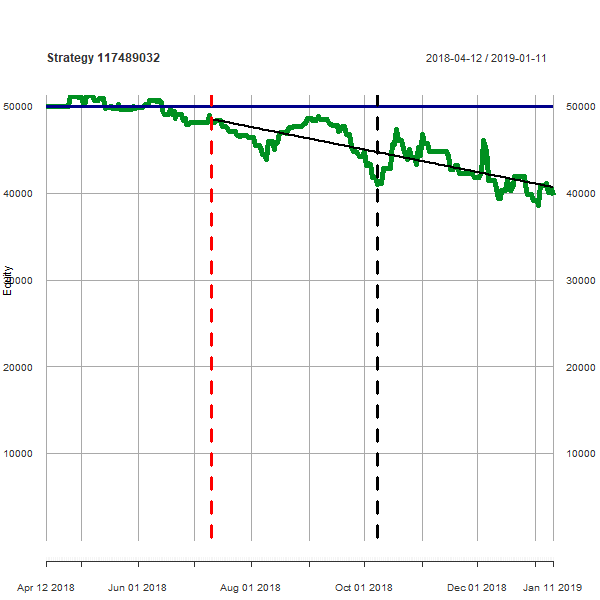 Strategy 117489032
2018-04-12 / 2019-01-11
50000 50000
40000 40000
30000 30000
20000 20000
10000 10000
Equity
Apr 12 2018 Jun 01 2018 Aug 01 2018 Oct 01 2018 Dec 01 2018 Jan 11 2019